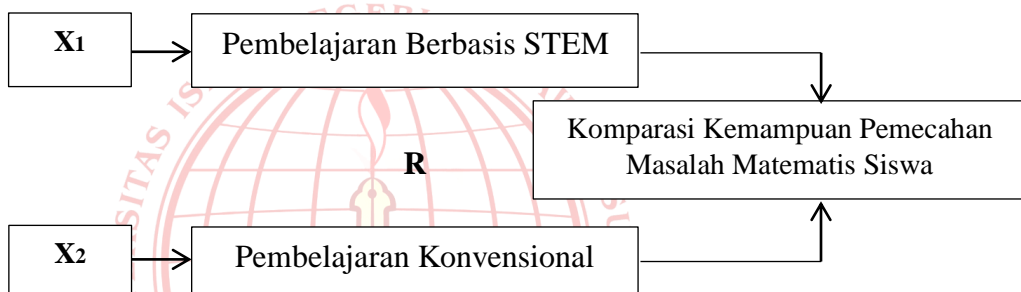 X1
Pembelajaran Berbasis STEM
Komparasi Kemampuan Pemecahan
Masalah Matematis Siswa
R
X2
Pembelajaran Konvensional